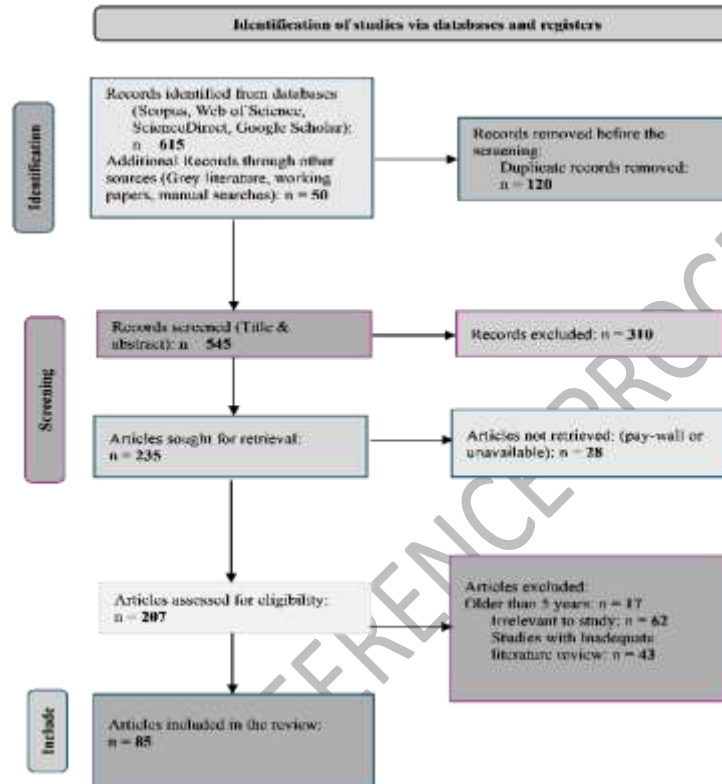 Identification of studies via databases and registers
Identification
Records identified from databases
(Scopus, Web of Science,
ScienceDirect, Google Scholar):
n 615
Additional Records through other
sources (Grey literature, working
papers, manual searches): n = 50
Records removed before the
screening:
Duplicate records removed:
n = 120
Screening
Records screened (Title &
abstract): n 545
Records excluded: n = 310
Articles sought for retrieval:
n = 235
Articles not retrieved: (pay-wall or
unavailable): n = 28
Articles assessed for eligibility:
n = 207
Articles excluded:
Older than 5 years: n = 17
Irrelevant to study: n = 62
Studies with Inadequate
literature review: n = 43
Include
Articles included in the review:
n = 85